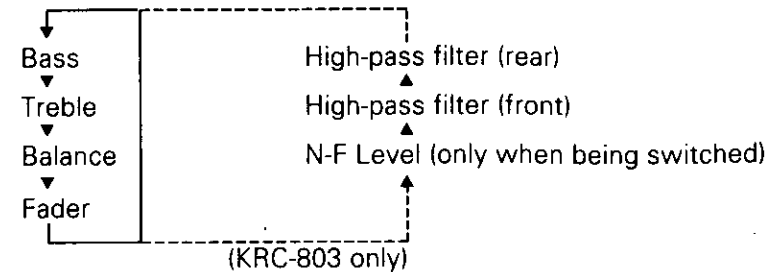 Bass
High-pass filter (rear)
Treble
High-pass filter (front)
Balance
N-F Level (only when being switched)
Fader
(KRC-803 only)